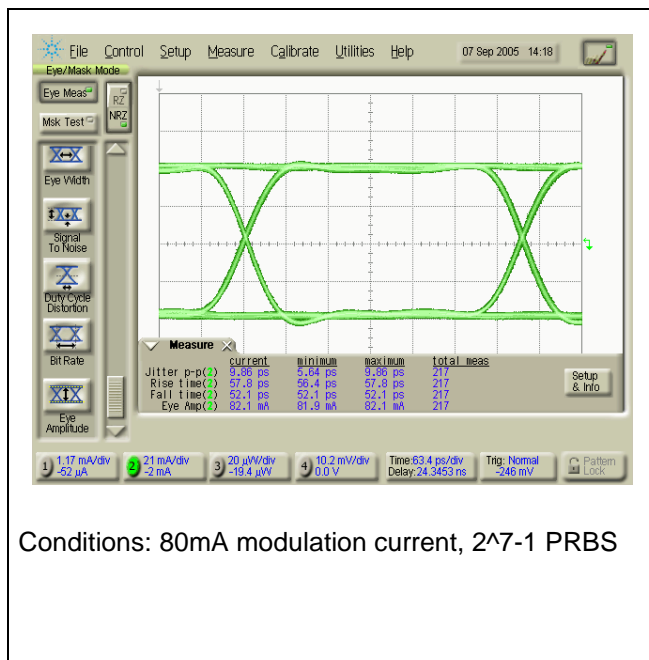 File Control Setup Measure Calibrate Utilities Help 07 Sep 2005 14:18
Eye/Mask Mode
Eye Meas
RZ
NRZ
Msk Test
Eye Width
Signal
To Noise
Duty Cycle
Distortion
Bit Rate
Eye
Amplitude
Measure
current minimum maximum total meas
Jitter p-p(2) 9.86 ps 5.64 ps 9.86 ps 217
Rise time(2) 57.8 ps 56.4 ps 57.8 ps 217
Fall time(2) 52.1 ps 52.1 ps 52.1 ps 217
Eye Amp(2) 82.1 mA 81.9 mA 82.1 mA 217
Setup
& Info
1) 1.17 mA/div
-52 µA
2) 21 mA/div
-2 mA
3) 20 µW/div
-19.4 µW
4) 10.2 mV/div
0.0 V
Time:63.4 ps/div
Delay:24.3453 ns
Trig: Normal
-246 mV
Pattern
Lock
Conditions: 80mA modulation current, 2^7-1 PRBS